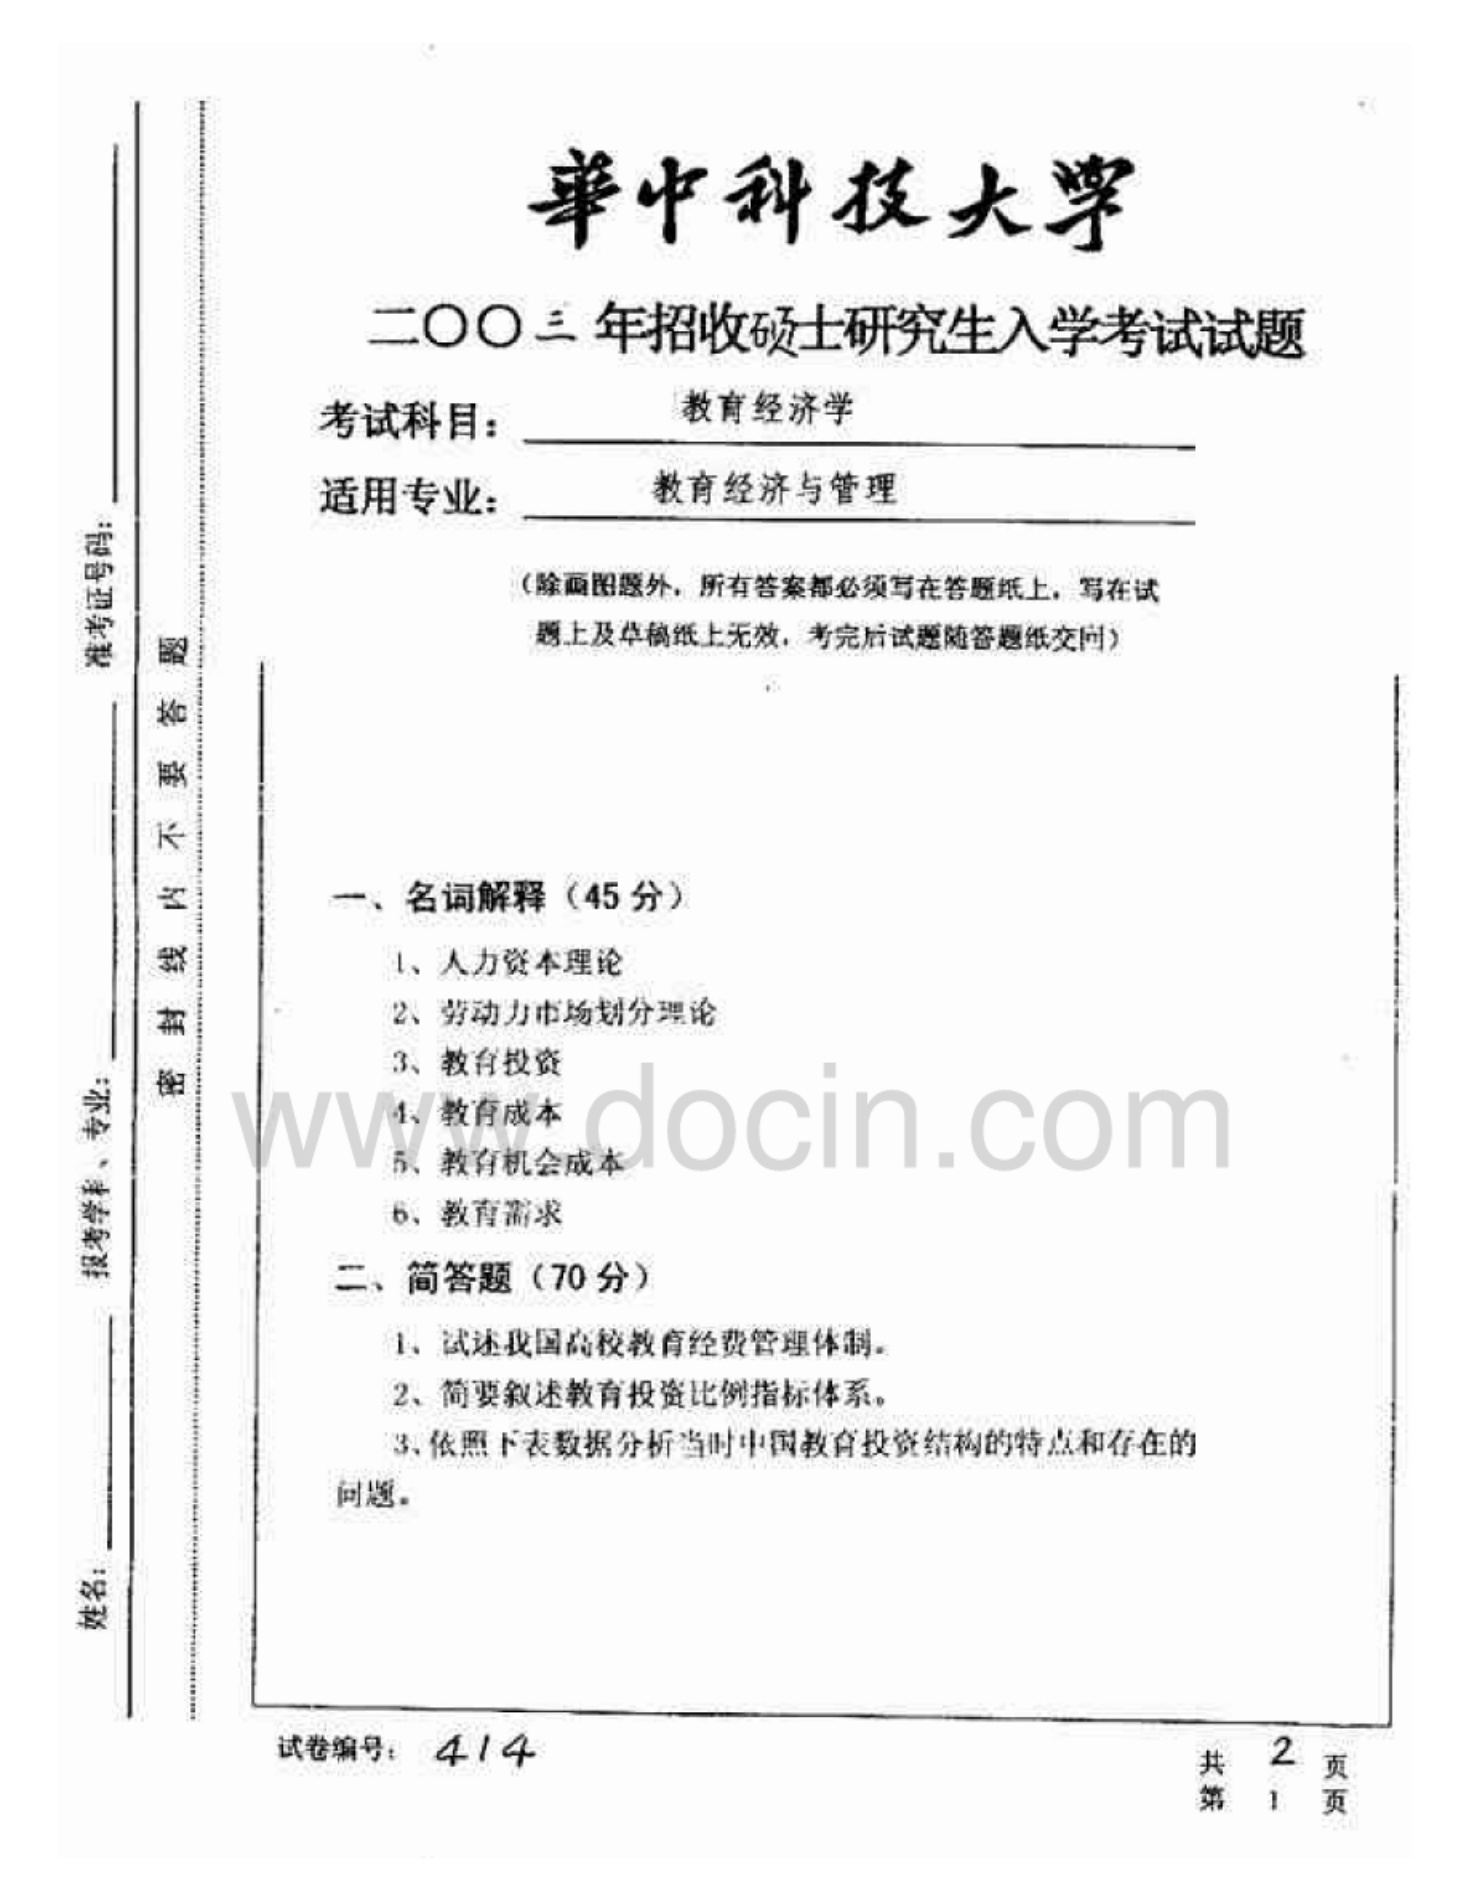 華中科技大学
二〇〇三年招收硕士研究生入学考试试题
考试科目： 教育经济学
适用专业： 教育经济与管理
（除画图题外，所有答案都必须写在答题纸上，写在试
题上及草稿纸上无效，考完后试题随答题纸交回）
准考证号码：
报考学科、专业：
姓名：
密封线内不要答题
一、名词解释（45 分）
1、人力资本理论
2、劳动力市场划分理论
3、教育投资
4、教育成本
5、教育机会成本
6、教育需求
二、简答题（70 分）
1、试述我国高校教育经费管理体制。
2、简要叙述教育投资比例指标体系。
3、依照下表数据分析当时中国教育投资结构的特点和存在的
问题。
www.docin.com
试卷编号： 414
共 2 页
第 1 页